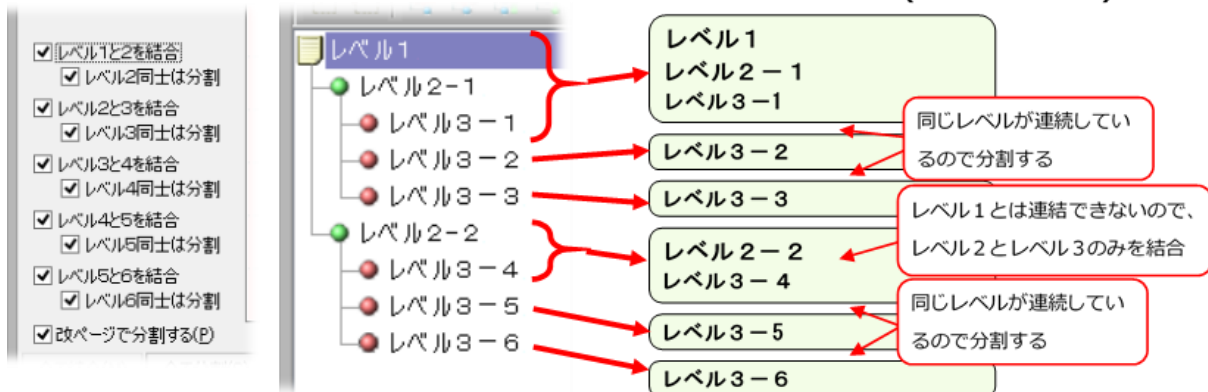 レベル1と2を結合
レベル2同士は分割
レベル2と3を結合
レベル3同士は分割
レベル3と4を結合
レベル4同士は分割
レベル4と5を結合
レベル5同士は分割
レベル5と6を結合
レベル6同士は分割
改ページで分割する(P)
レベル1
レベル2-1
レベル3－1
レベル3－2
レベル3－3
レベル2-2
レベル3－4
レベル3－5
レベル3－6
レベル1
レベル2－1
レベル3－1
レベル3－2
レベル3－3
レベル2－2
レベル3－4
レベル3－5
レベル3－6
同じレベルが連続してい
るので分割する
レベル1とは連結できないので、
レベル2とレベル3のみを結合
同じレベルが連続してい
るので分割する